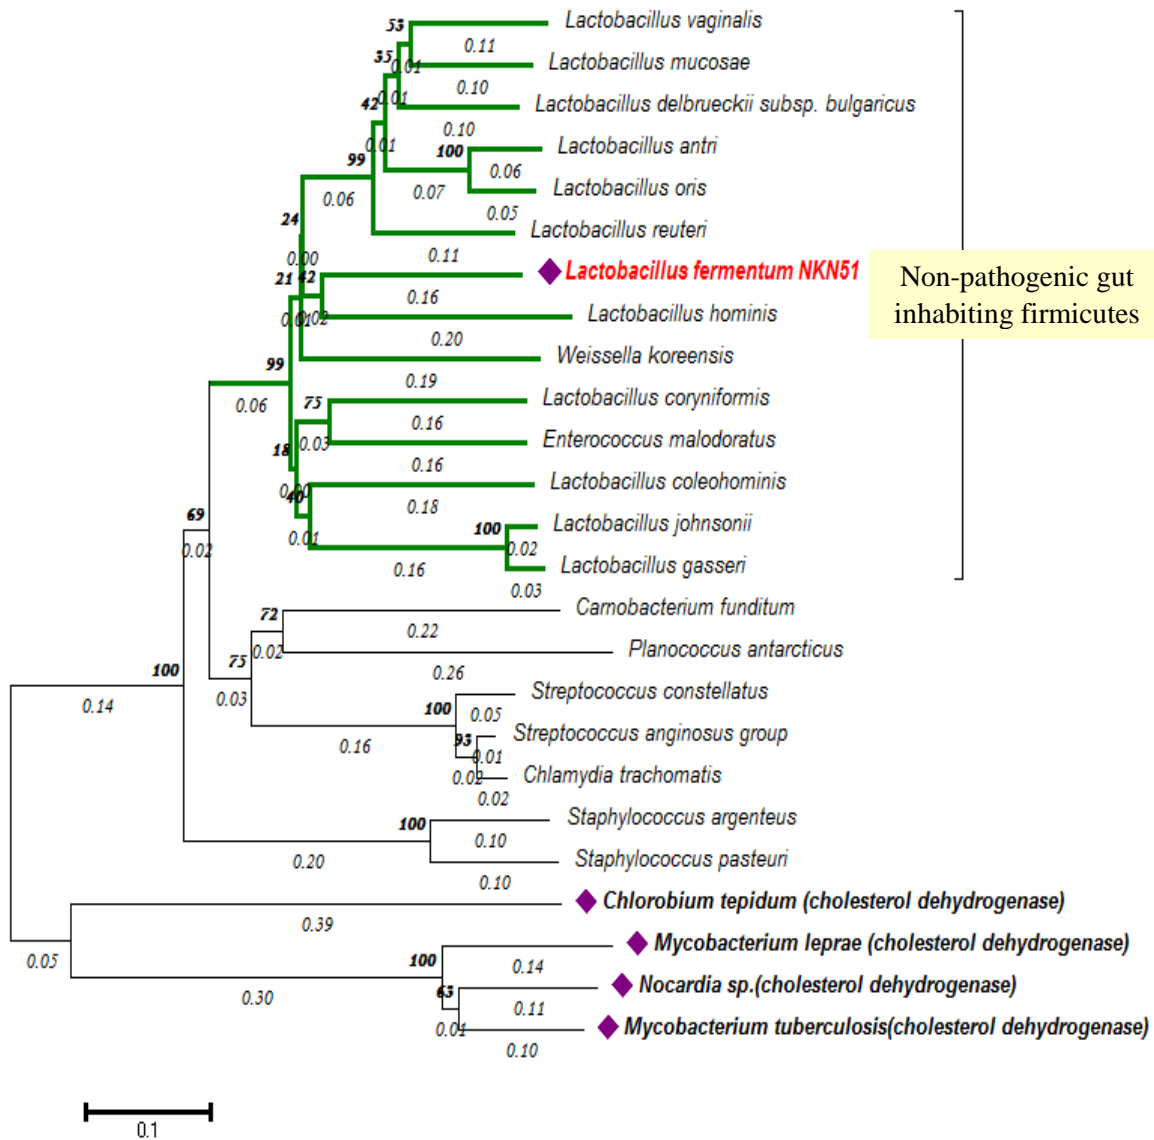 53
Lactobacillus vaginalis
0.11
35
0.01
Lactobacillus mucosae
0.10
42
0.01
Lactobacillus delbrueckii subsp. bulgaricus
0.10
0.01
100
Lactobacillus antri
99
0.06
0.06
0.07
Lactobacillus oris
0.05
24
Lactobacillus reuteri
0.00
0.11
21
42
Lactobacillus fermentum NKN51
Non-pathogenic gut
inhabiting firmicutes
0.16
0.01
0.02
Lactobacillus hominis
0.20
Weissella koreensis
99
0.19
0.06
75
Lactobacillus coryniformis
0.16
0.03
Enterococcus malodoratus
18
0.16
0.00
40
Lactobacillus coleohominis
0.18
69
100
Lactobacillus johnsonii
0.02
0.01
0.02
0.16
Lactobacillus gasseri
0.03
72
Carnobacterium funditum
0.22
0.02
75
Planococcus antarcticus
0.26
100
0.14
0.03
Streptococcus constellatus
100
0.05
93
Streptococcus anginosus group
0.16
0.01
0.02
Chlamydia trachomatis
0.02
100
Staphylococcus argenteus
0.10
0.20
Staphylococcus pasteuri
0.10
Chlorobium tepidum (cholesterol dehydrogenase)
0.39
0.05
100
Mycobacterium leprae (cholesterol dehydrogenase)
0.14
0.30
63
Nocardia sp.(cholesterol dehydrogenase)
0.11
0.01
Mycobacterium tuberculosis(cholesterol dehydrogenase)
0.10
0.1